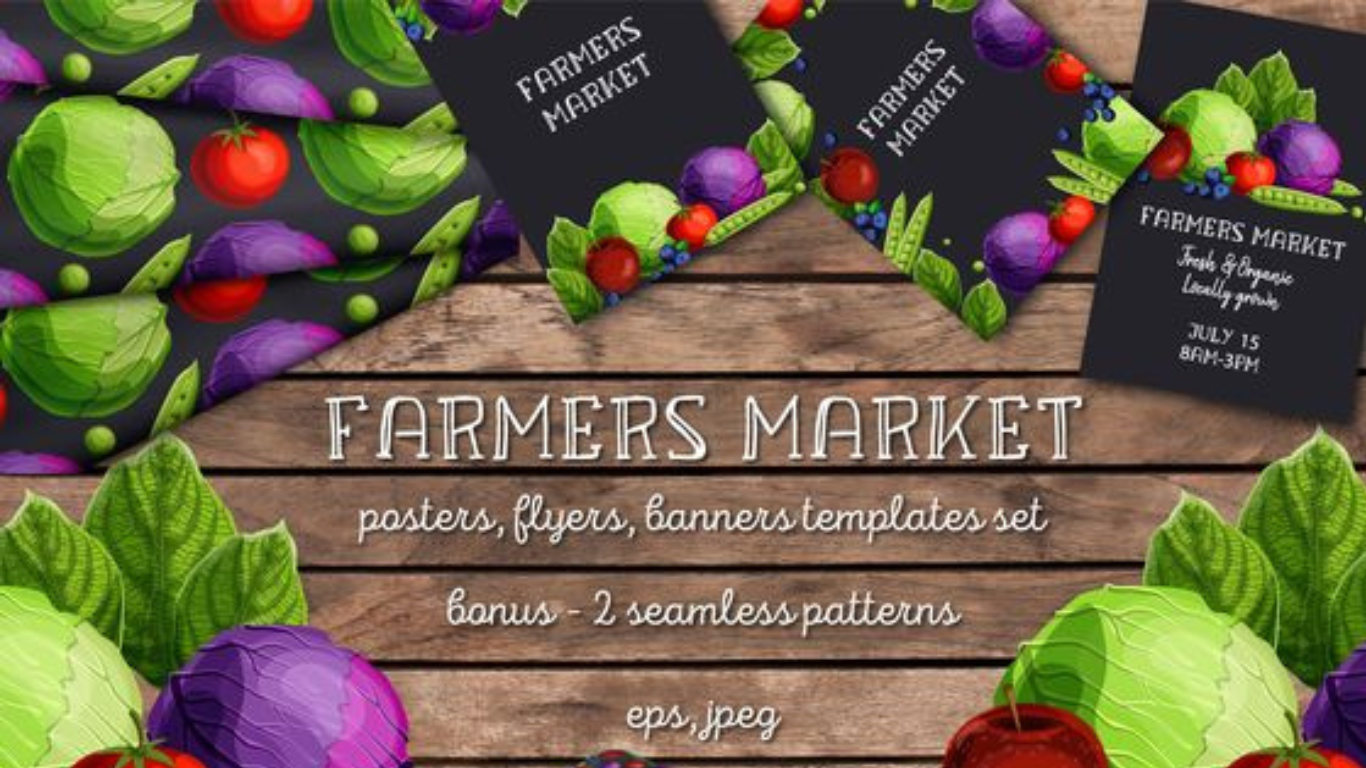 FARMERS
MARKET
FARMERS
MARKET
FARMERS MARKET
Fresh & Organic
Locally grown
JULY 15
8AM-3PM
FARMERS MARKET
posters, flyers, banners templates set
bonus - 2 seamless patterns
eps, jpeg